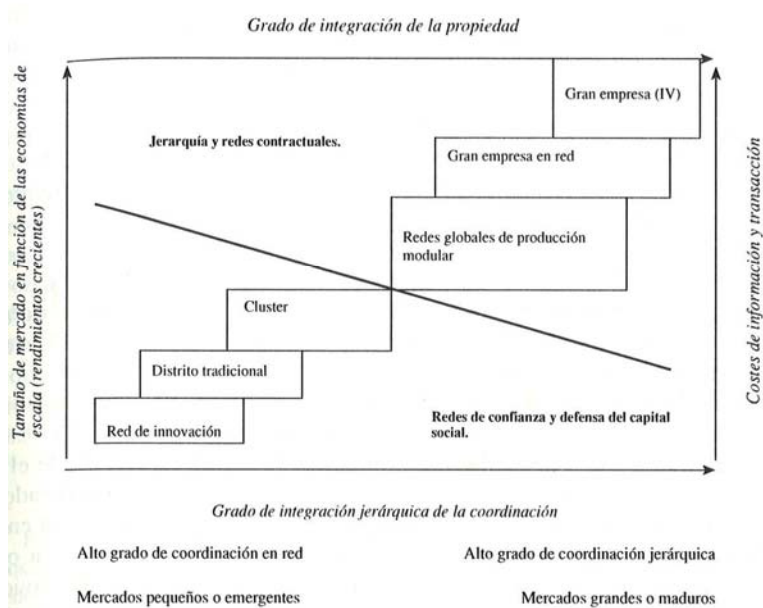 Grado de integración de la propiedad
Tamaño de mercado en función de las economías de
escala (rendimientos crecientes)
Gran empresa (IV)
Jerarquía y redes contractuales.
Gran empresa en red
Redes globales de producción
modular
Cluster
Distrito tradicional
Red de innovación
Redes de confianza y defensa del capital
social.
Costes de información y transacción
Grado de integración jerárquica de la coordinación
Alto grado de coordinación en red
Alto grado de coordinación jerárquica
Mercados pequeños o emergentes
Mercados grandes o maduros